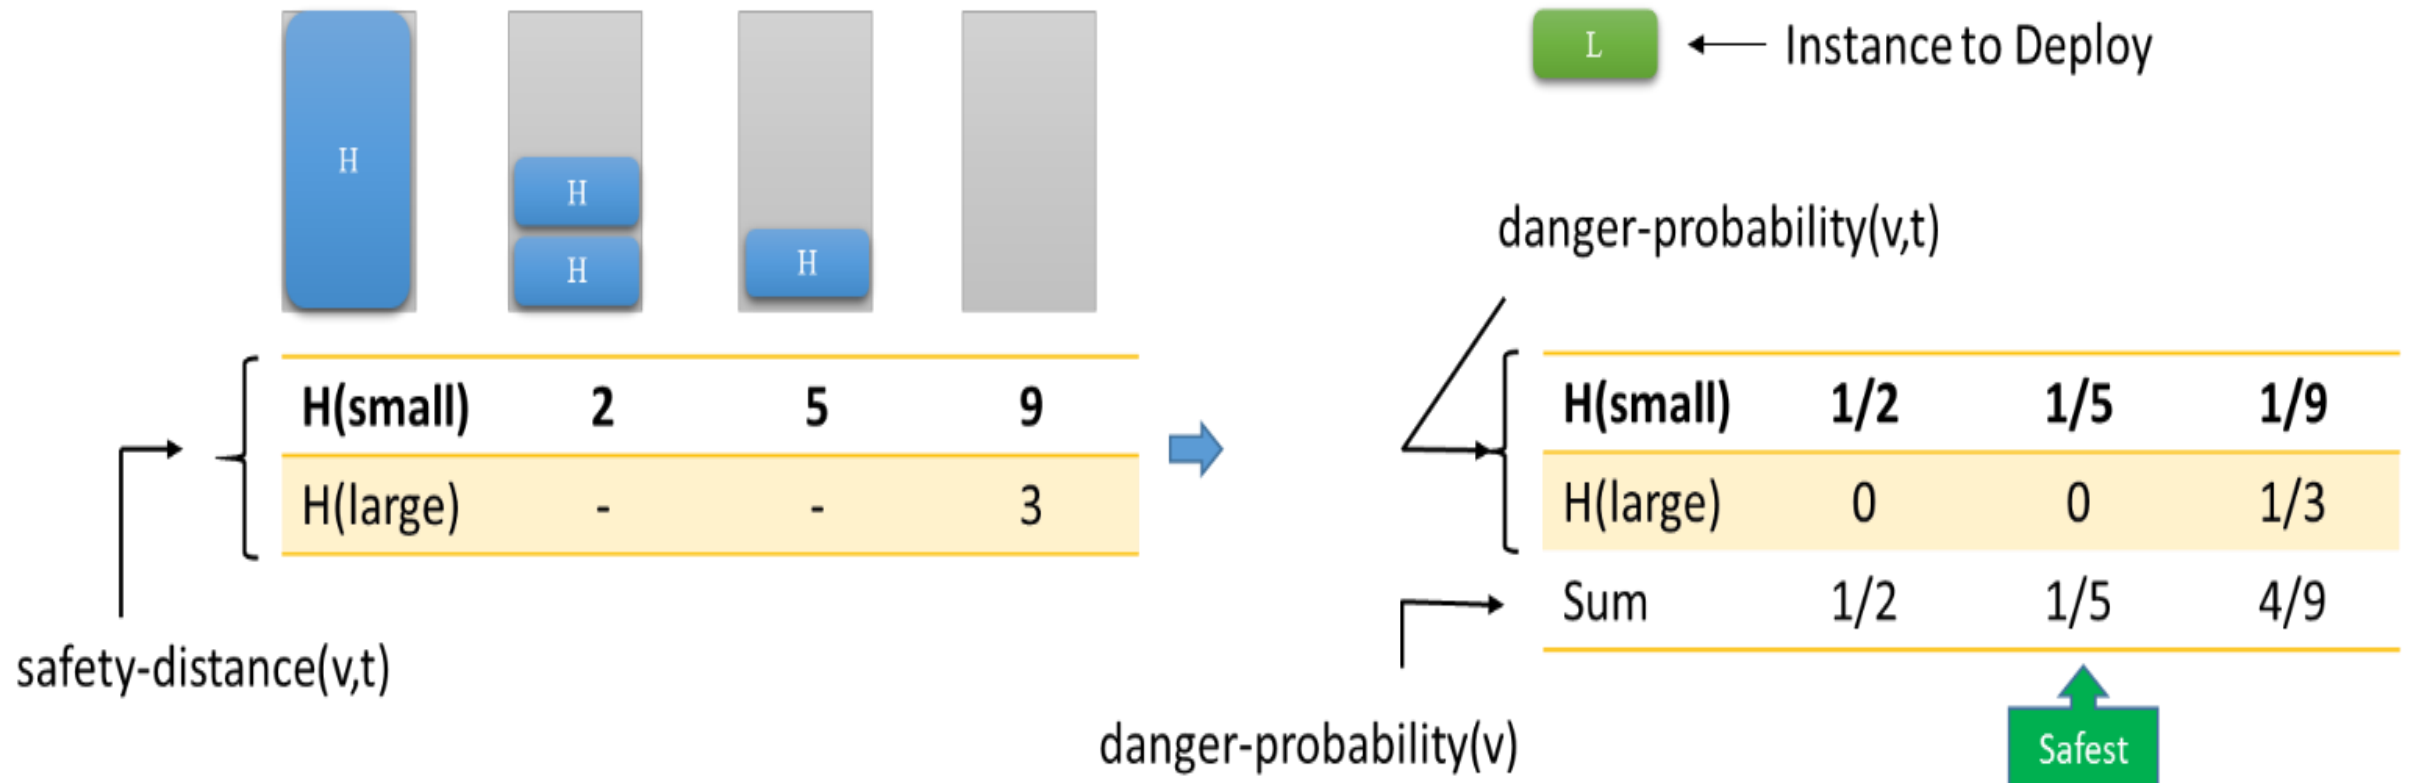 H
H
H
H
L
Instance to Deploy
danger-probability(v,t)
H(small) 2 5 9
H(large) - - 3
safety-distance(v,t)
H(small) 1/2 1/5 1/9
H(large) 0 0 1/3
Sum 1/2 1/5 4/9
danger-probability(v)
Safest